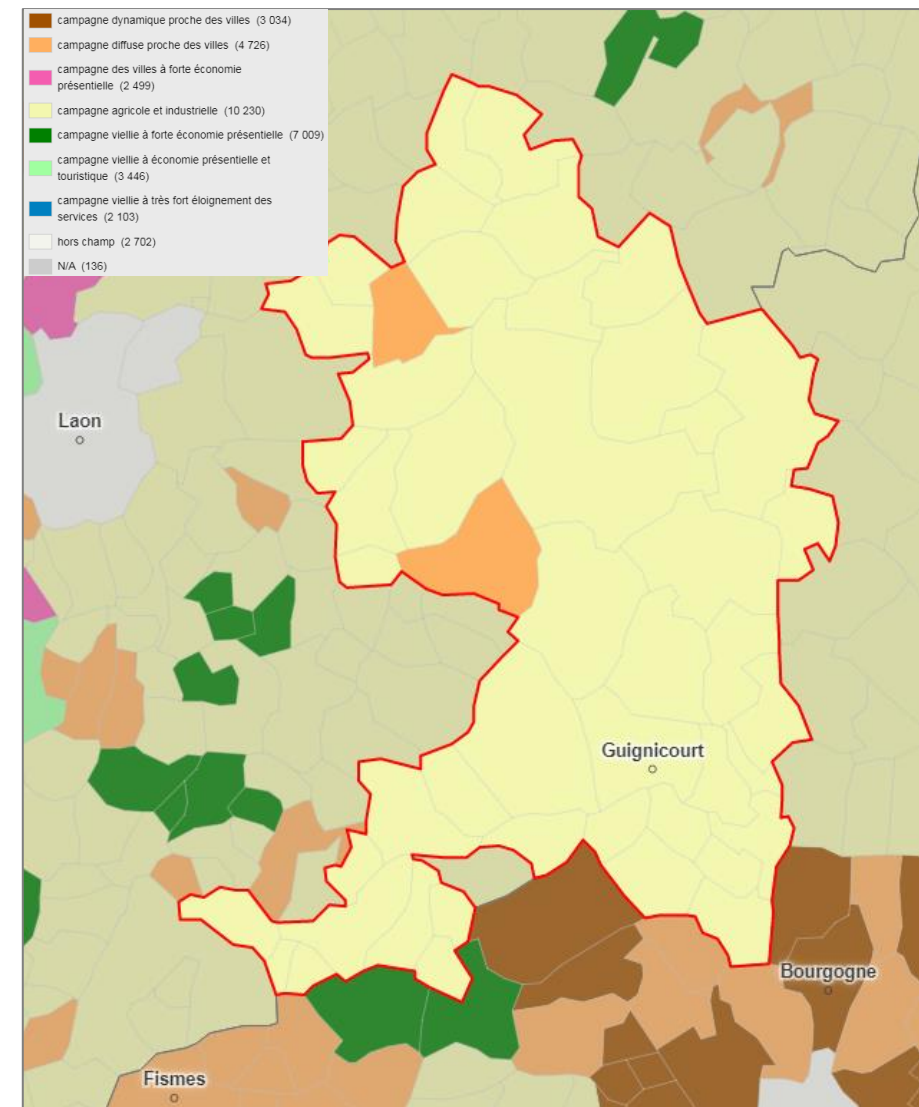 campagne dynamique proche des villes (3 034)
campagne diffuse proche des villes (4 726)
campagne des villes à forte économie
présentielle (2 499)
campagne agricole et industrielle (10 230)
campagne viellie à forte économie présentielle (7 009)
campagne viellie à économie présentielle et
touristique (3 446)
campagne viellie à très fort éloignement des
services (2 103)
hors champ (2 702)
N/A (136)
Laon
Guignicourt
Bourgogne
Fismes